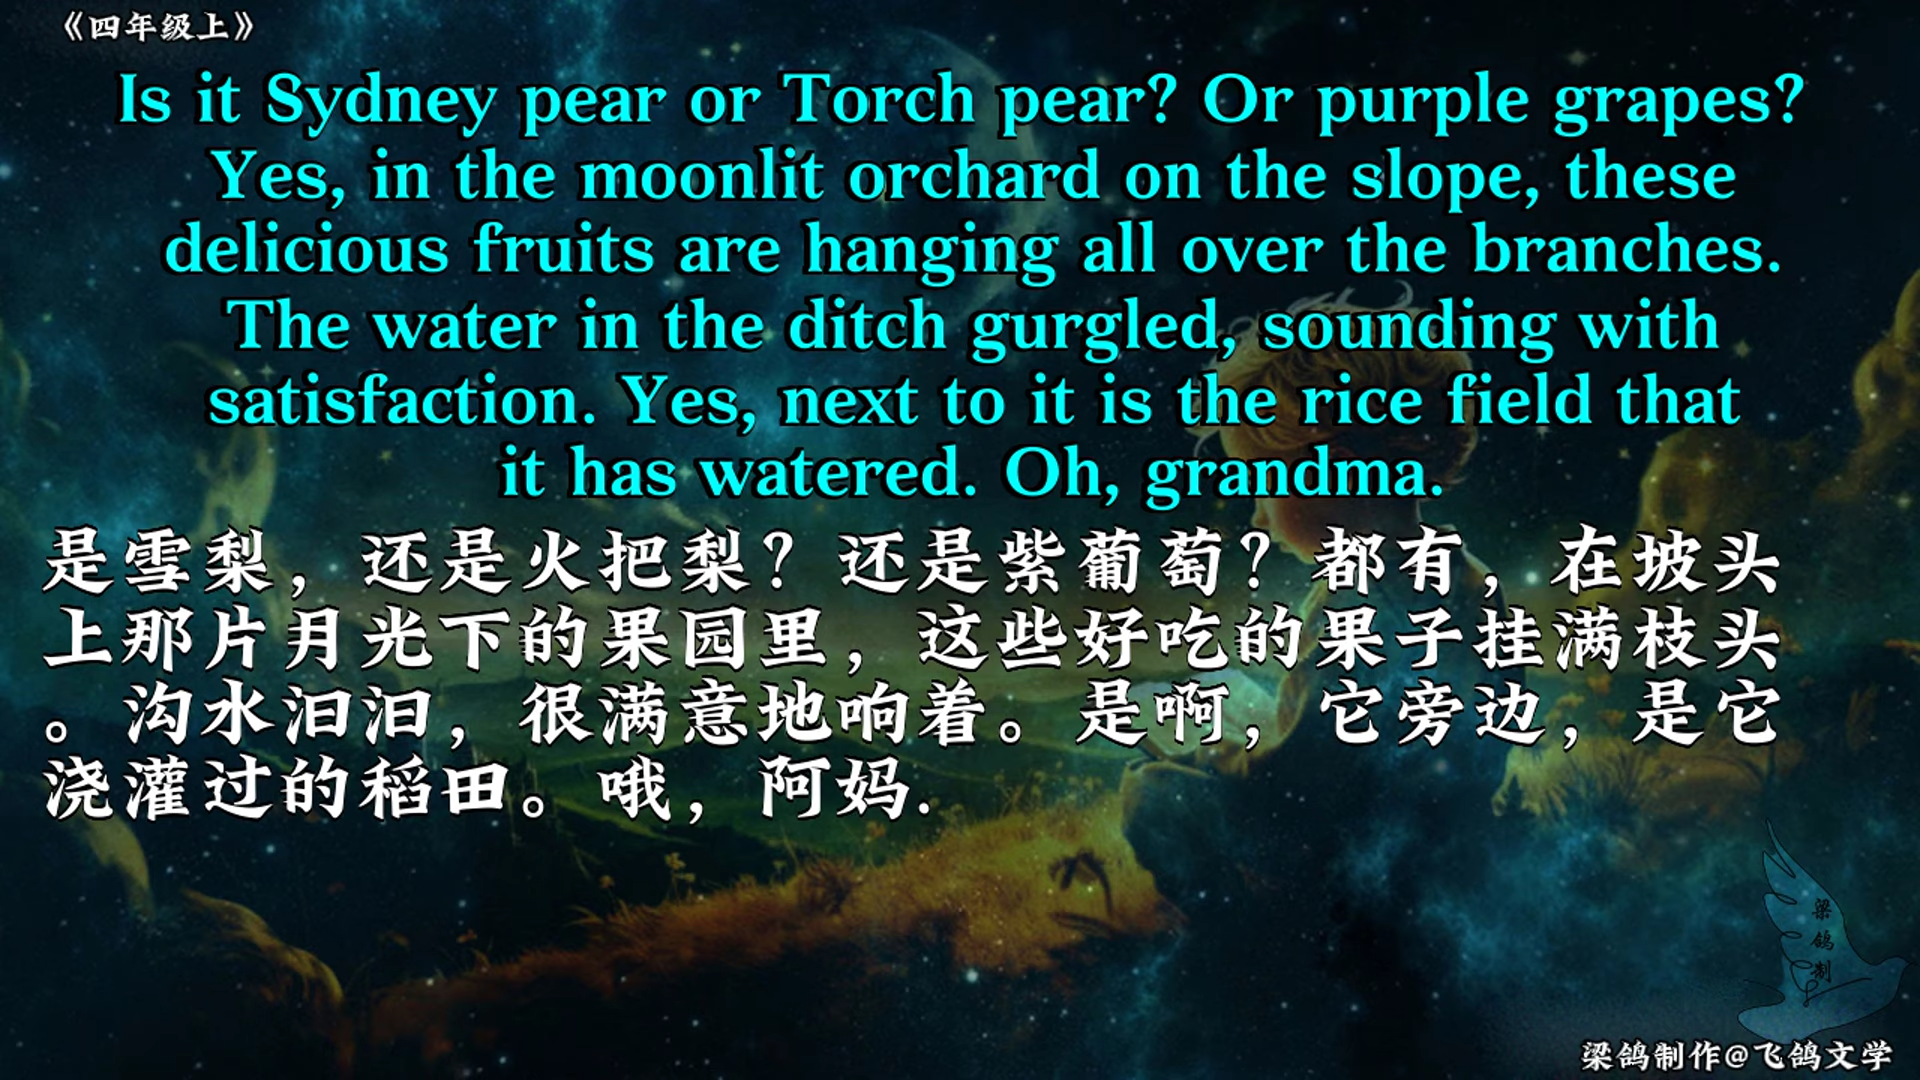 《四年级上》
Is it Sydney pear or Torch pear? Or purple grapes?
Yes, in the moonlit orchard on the slope, these
delicious fruits are hanging all over the branches.
The water in the ditch gurgled, sounding with
satisfaction. Yes, next to it is the rice field that
it has watered. Oh, grandma.
是雪梨，还是火把梨？还是紫葡萄？都有，在坡头
上那片月光下的果园里，这些好吃的果子挂满枝头
。沟水汩汩，很满意地响着。是啊，它旁边，是它
浇灌过的稻田。哦，阿妈.
梁
鸽
制
梁鸽制作@飞鸽文学